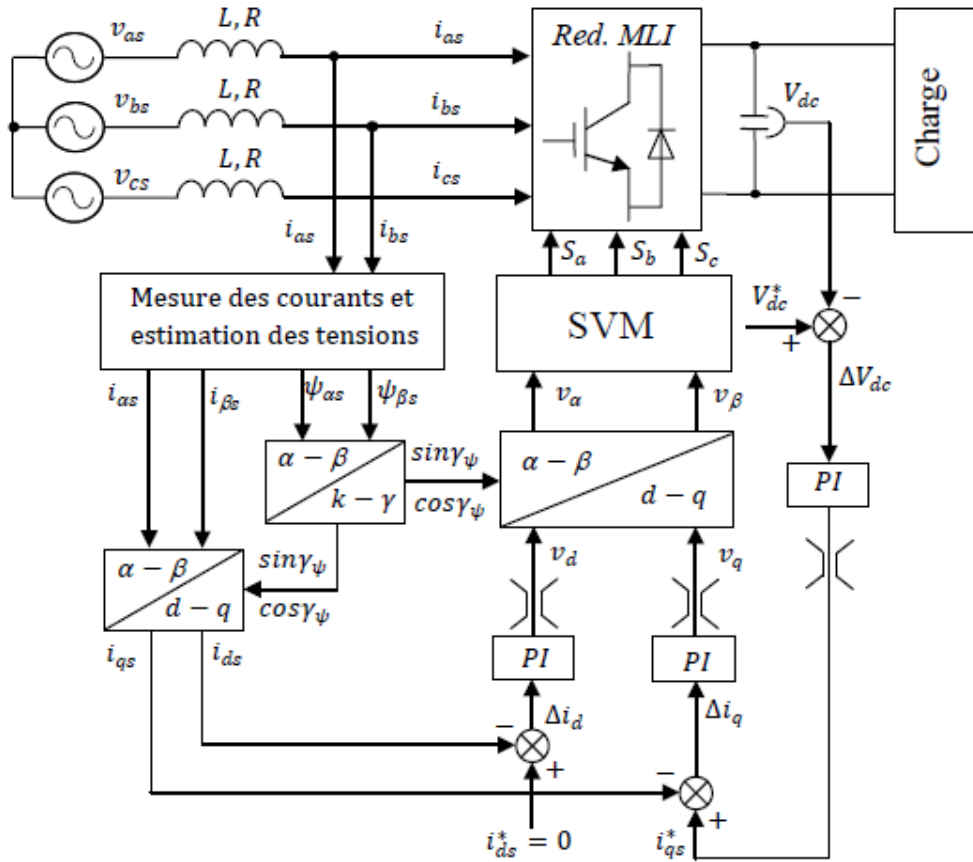 v_as L, R i_as Red. MLI
v_bs L, R i_bs V_dc
v_cs L, R i_cs Charge
i_as i_bs S_a S_b S_c
Mesure des courants et
estimation des tensions
SVM
V*_dc − +
ΔV_dc
i_αs i_βs ψ_αs ψ_βs v_α v_β
α − β
k − γ
sinγ_ψ
cosγ_ψ
α − β
d − q
PI
α − β
d − q
sinγ_ψ
cosγ_ψ
v_d v_q
i_qs i_ds PI PI
Δi_d Δi_q
− +
− +
i*_ds = 0 i*_qs